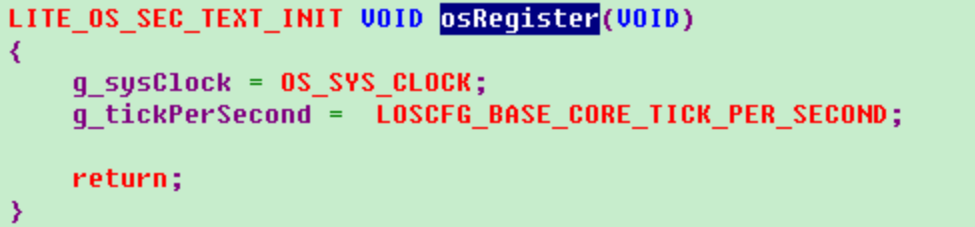 LITE_OS_SEC_TEXT_INIT VOID osRegister(VOID)
{
    g_sysClock = OS_SYS_CLOCK;
    g_tickPerSecond =  LOSCFG_BASE_CORE_TICK_PER_SECOND;

    return;
}